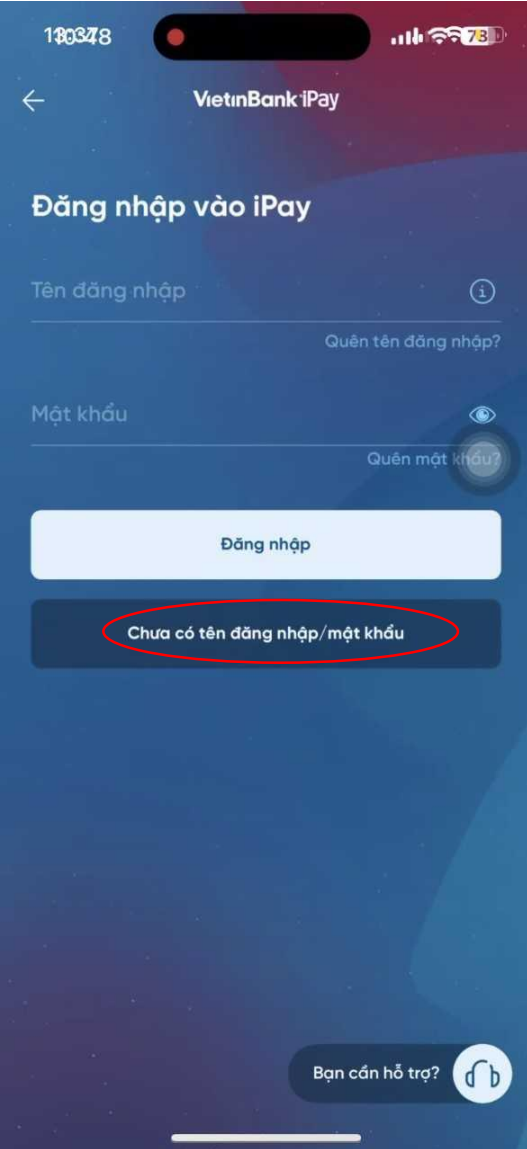 VietinBank iPay
Đăng nhập vào iPay
Tên đăng nhập
Quên tên đăng nhập?
Mật khẩu
Quên mật khẩu?
Đăng nhập
Chưa có tên đăng nhập/mật khẩu
Bạn cần hỗ trợ?